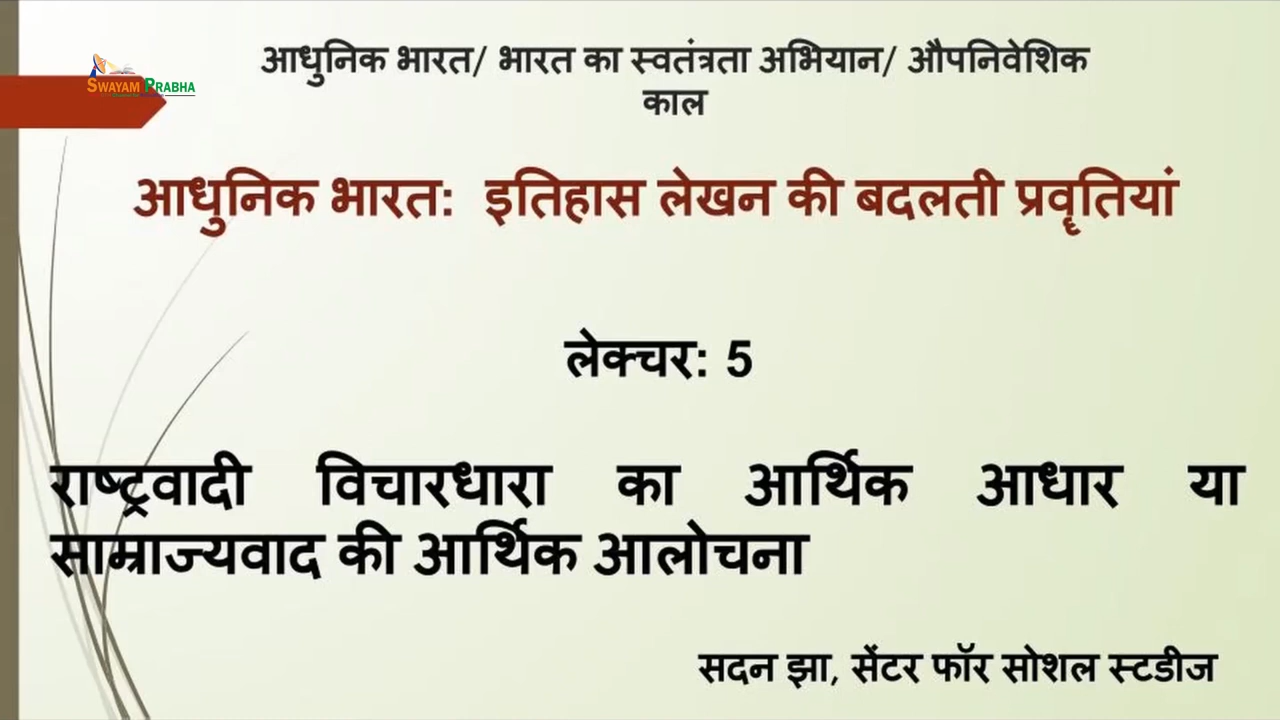 आधुनिक भारत/ भारत का स्वतंत्रता अभियान/ औपनिवेशिक
काल
SWAYAM PRABHA
आधुनिक भारत: इतिहास लेखन की बदलती प्रवृतियां
लेक्चर: 5
राष्ट्रवादी विचारधारा का आर्थिक आधार या
साम्राज्यवाद की आर्थिक आलोचना
सदन झा, सेंटर फॉर सोशल स्टडीज